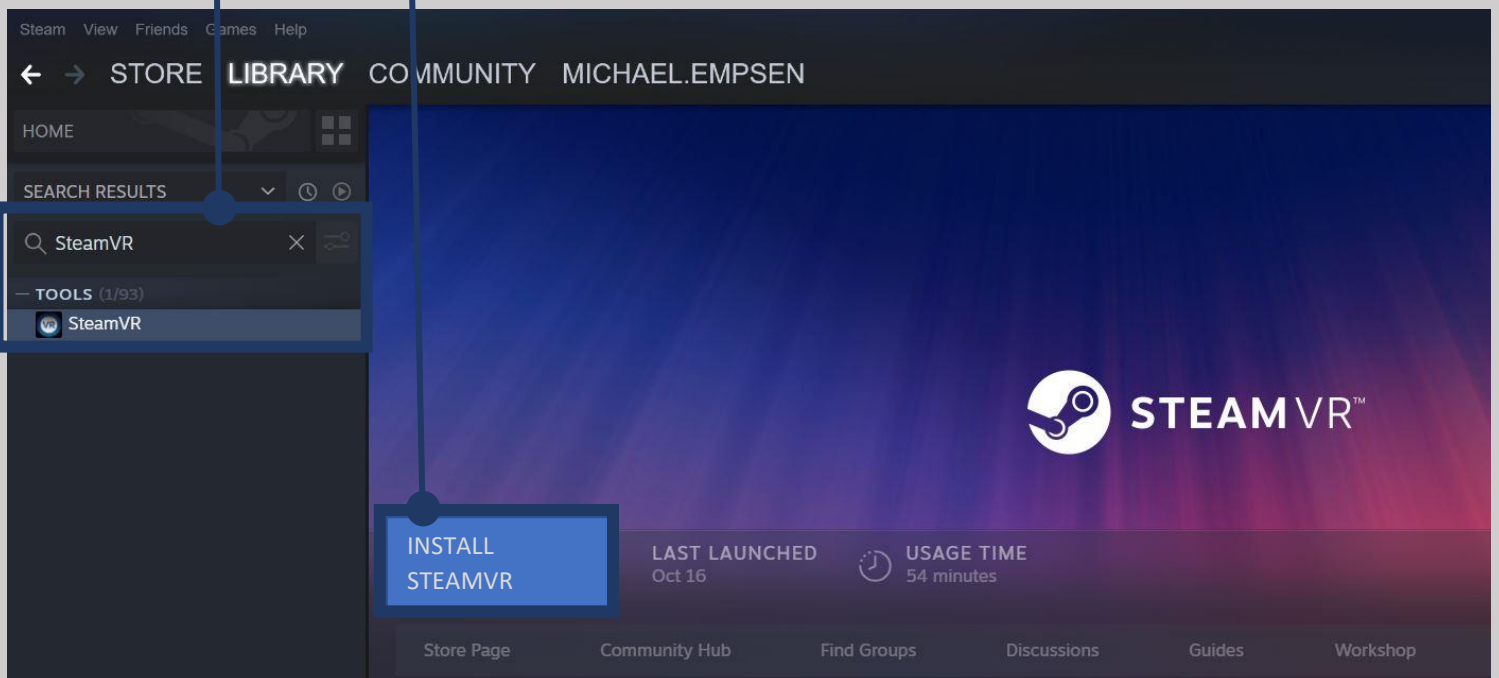 Steam View Friends Games Help
STORE LIBRARY COMMUNITY MICHAEL.EMPSEN
HOME
SEARCH RESULTS
SteamVR
— TOOLS (1/93)
VR SteamVR
STEAMVR™
INSTALL
STEAMVR
LAST LAUNCHED
Oct 16
USAGE TIME
54 minutes
Store Page Community Hub Find Groups Discussions Guides Workshop